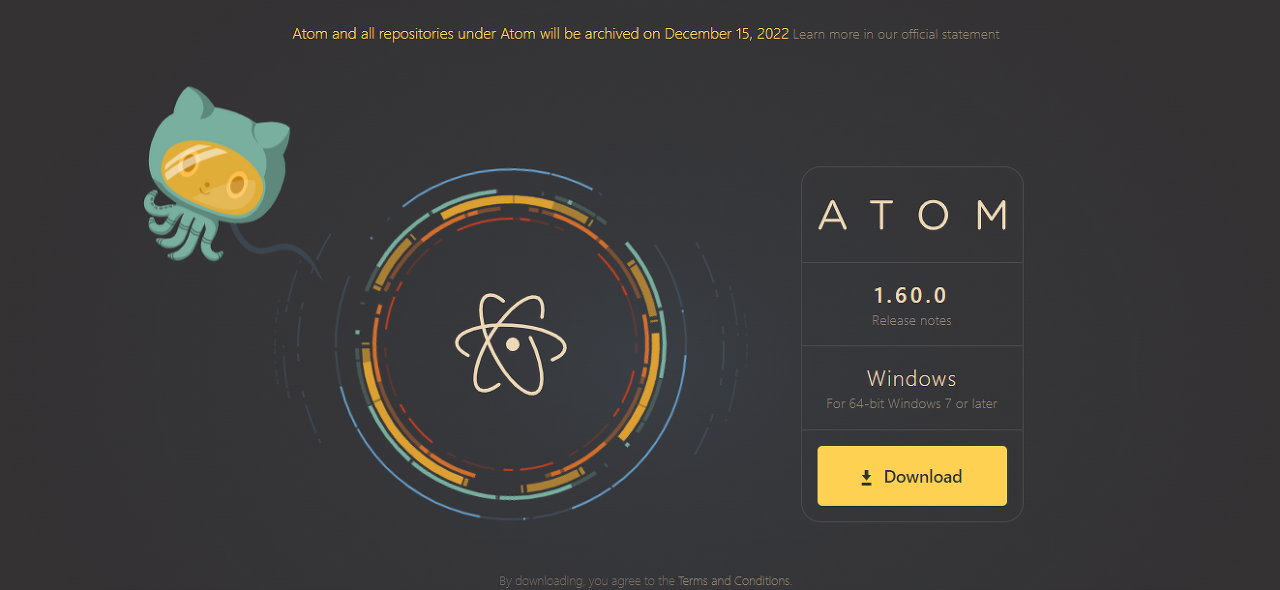 Atom and all repositories under Atom will be archived on December 15, 2022 Learn more in our official statement
ATOM
1.60.0
Release notes
Windows
For 64-bit Windows 7 or later
Download
By downloading, you agree to the Terms and Conditions.